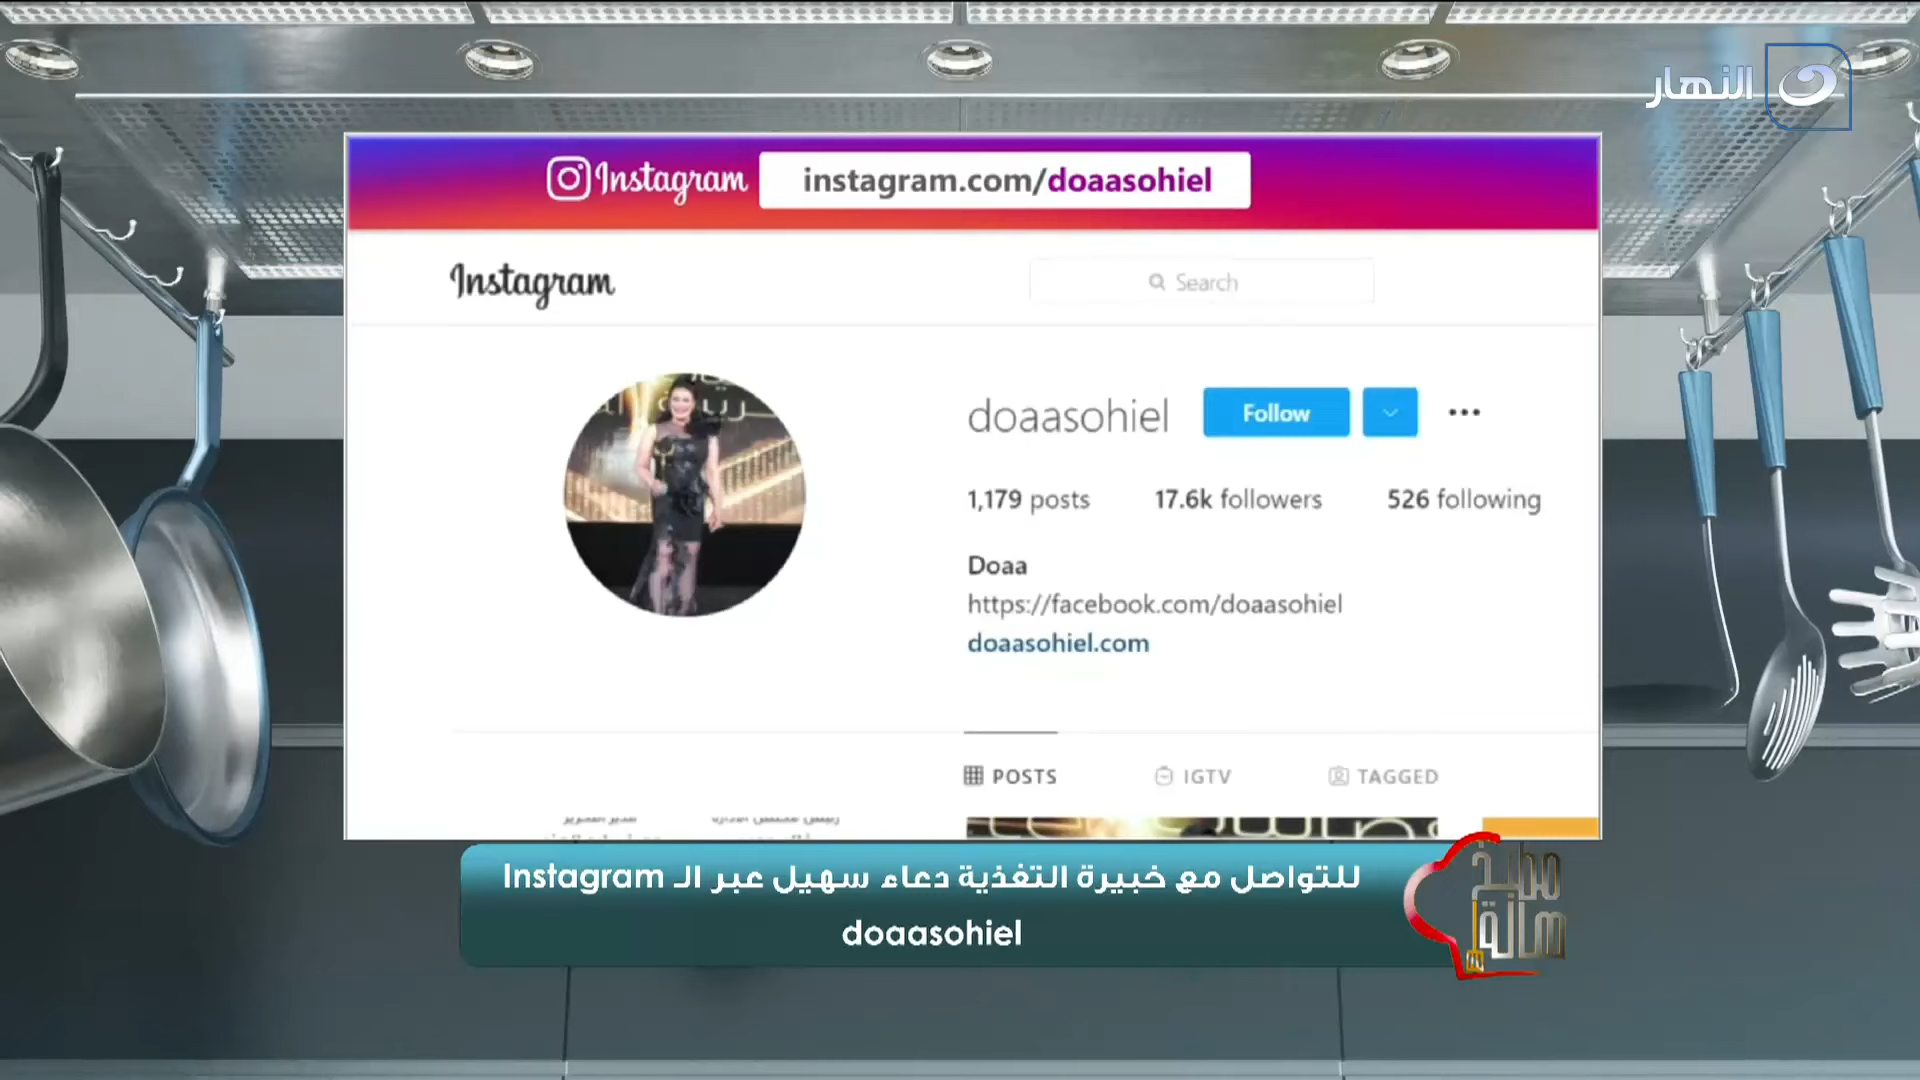 النهار
Instagram instagram.com/doaasohiel
Instagram
Search
doaasohiel Follow
1,179 posts 17.6k followers 526 following
Doaa
https://facebook.com/doaasohiel
doaasohiel.com
POSTS IGTV TAGGED
للتواصل مع خبيرة التغذية دعاء سهيل عبر الـ Instagram
doaasohiel
مطبخ
هالة